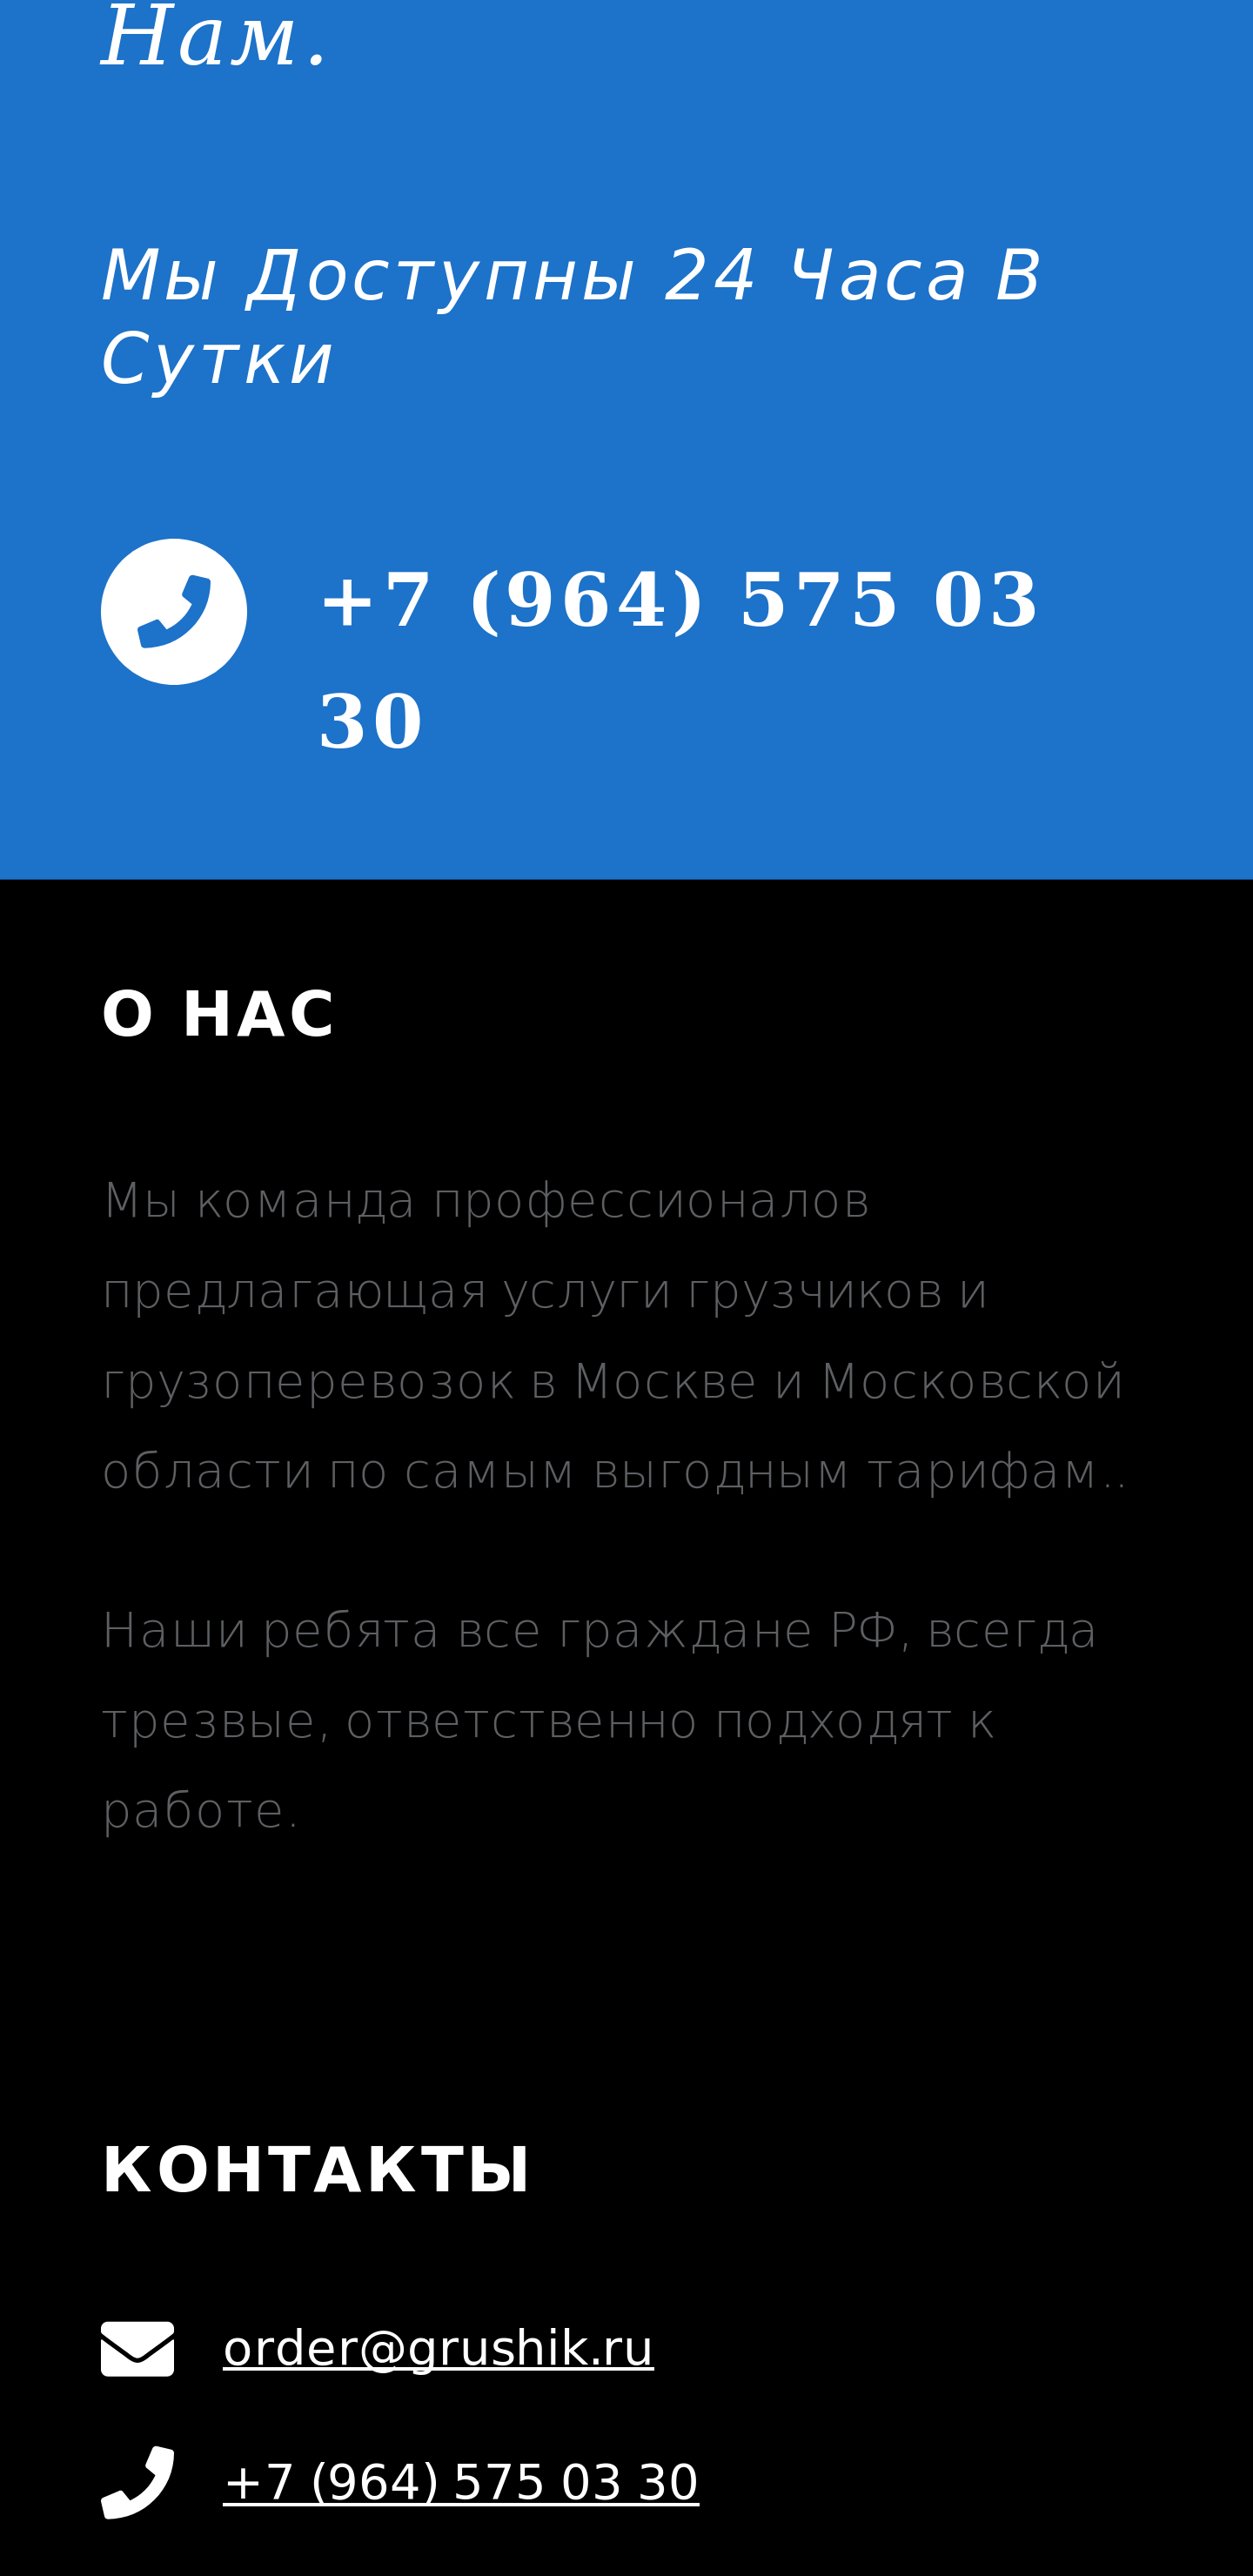 Нам.
Мы Доступны 24 Часа В
Сутки
+7 (964) 575 03
30
О НАС
Мы команда профессионалов
предлагающая услуги грузчиков и
грузоперевозок в Москве и Московской
области по самым выгодным тарифам..
Наши ребята все граждане РФ, всегда
трезвые, ответственно подходят к
работе.
КОНТАКТЫ
order@grushik.ru
+7 (964) 575 03 30